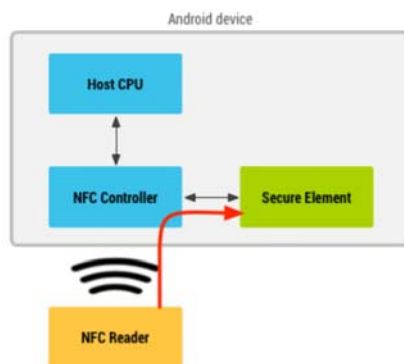 Android device
Host CPU
NFC Controller
Secure Element
NFC Reader